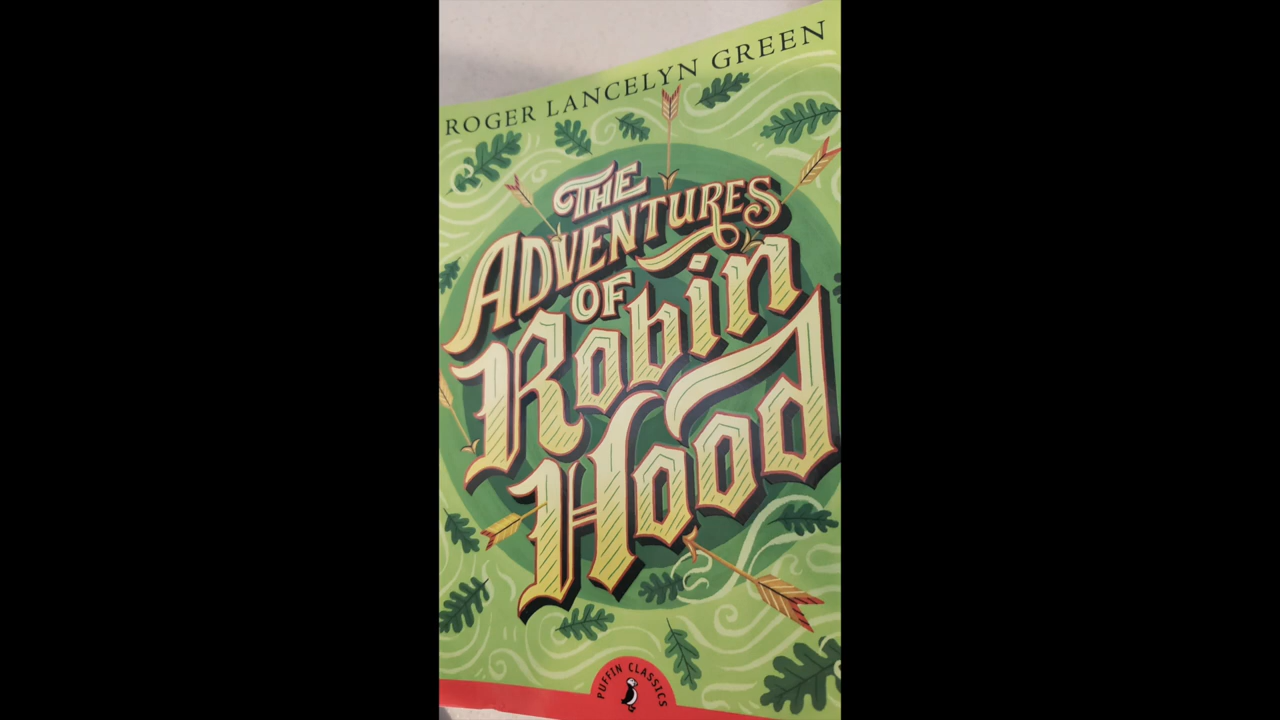 ROGER LANCELYN GREEN
THE
ADVENTURES
OF
Robin
Hood
PUFFIN CLASSICS